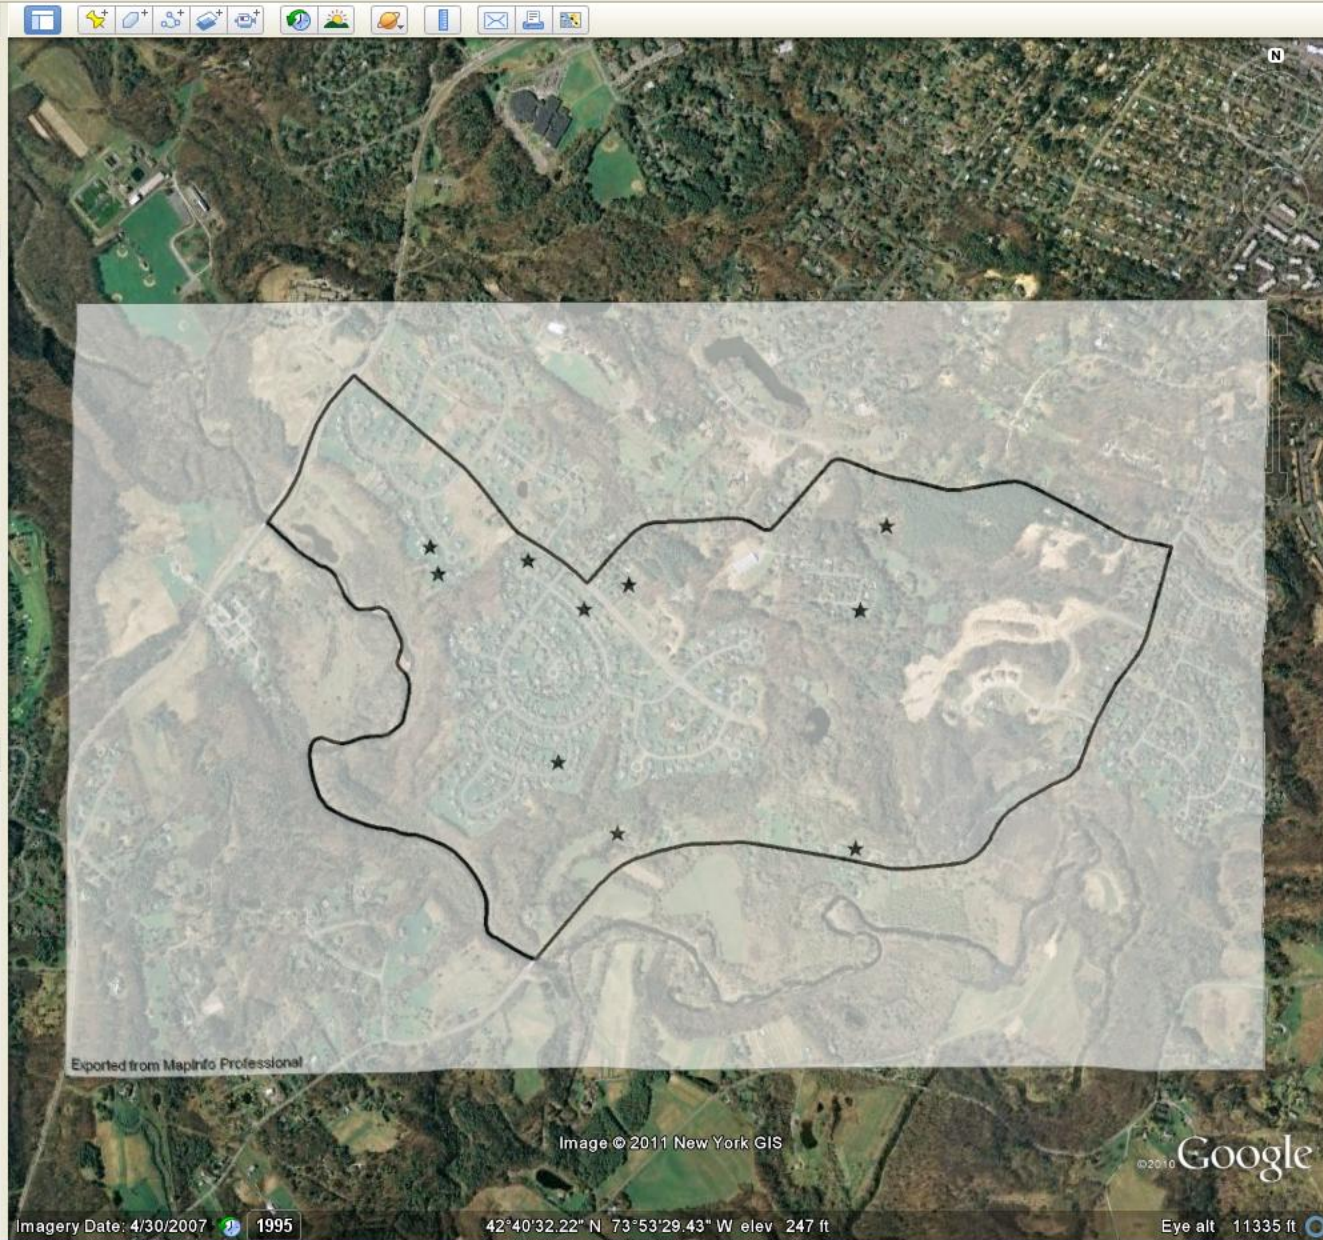 N
Exported from MapInfo Professional
Image © 2011 New York GIS
©2010 Google
Imagery Date: 4/30/2007 1995 42°40'32.22" N 73°53'29.43" W elev 247 ft Eye alt 11335 ft